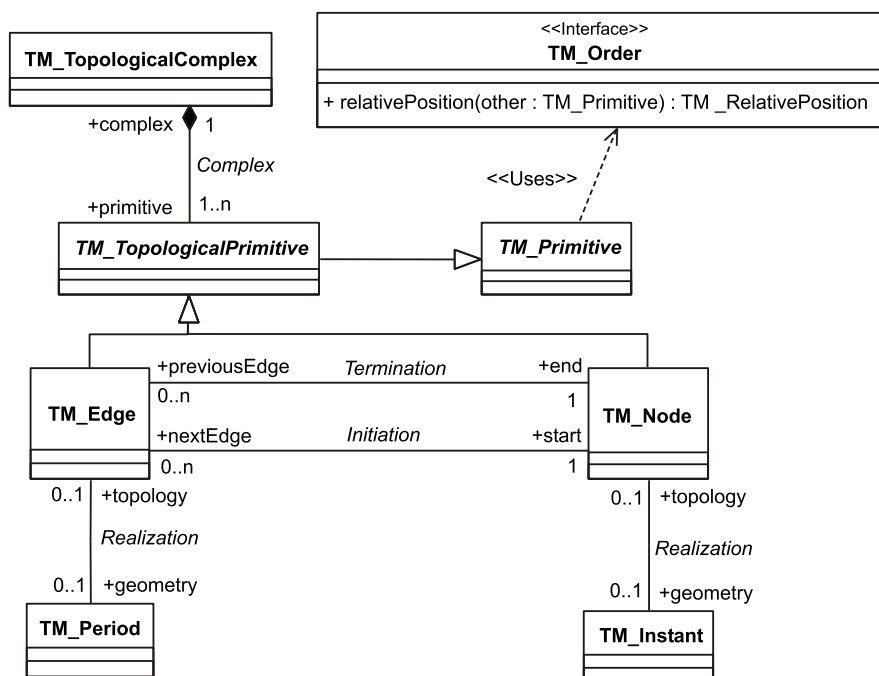 TM_TopologicalComplex
<<Interface>>
TM_Order
+ relativePosition(other : TM_Primitive) : TM _RelativePosition
+complex
1
Complex
+primitive
1..n
<<Uses>>
TM_TopologicalPrimitive
TM_Primitive
+previousEdge
Termination
+end
0..n
1
TM_Edge
TM_Node
+nextEdge
Initiation
+start
0..n
1
0..1
+topology
0..1
+topology
Realization
Realization
0..1
+geometry
0..1
+geometry
TM_Period
TM_Instant